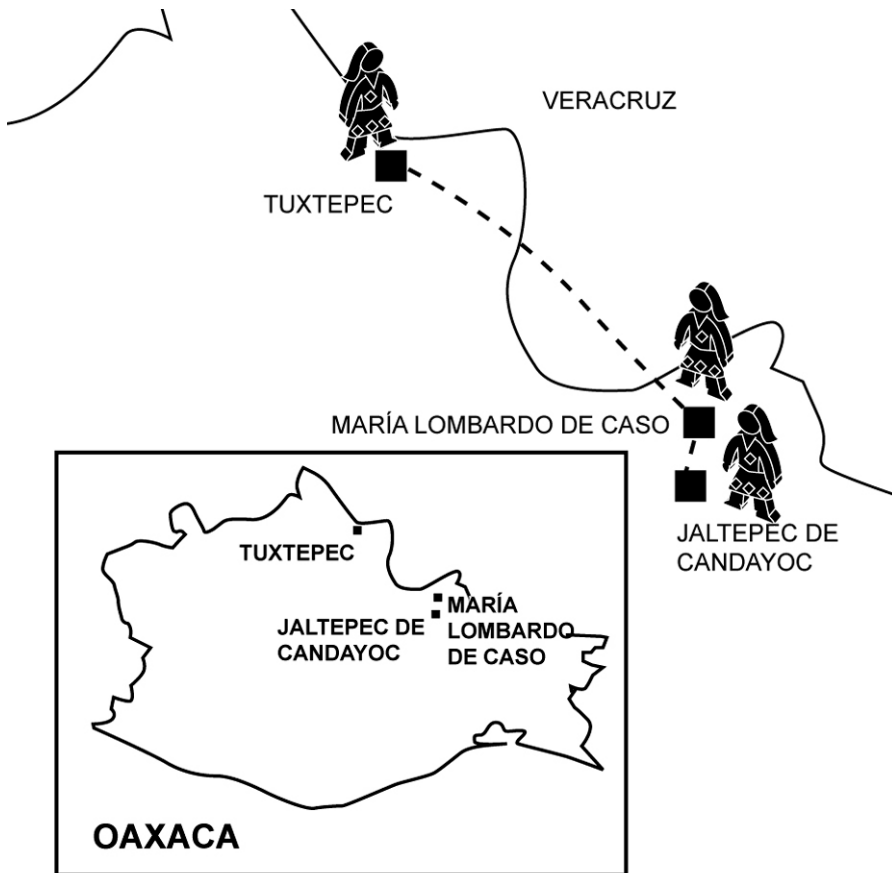 VERACRUZ
TUXTEPEC
MARÍA LOMBARDO DE CASO
JALTEPEC DE
CANDAYOC
TUXTEPEC
JALTEPEC DE
CANDAYOC
MARÍA
LOMBARDO
DE CASO
OAXACA